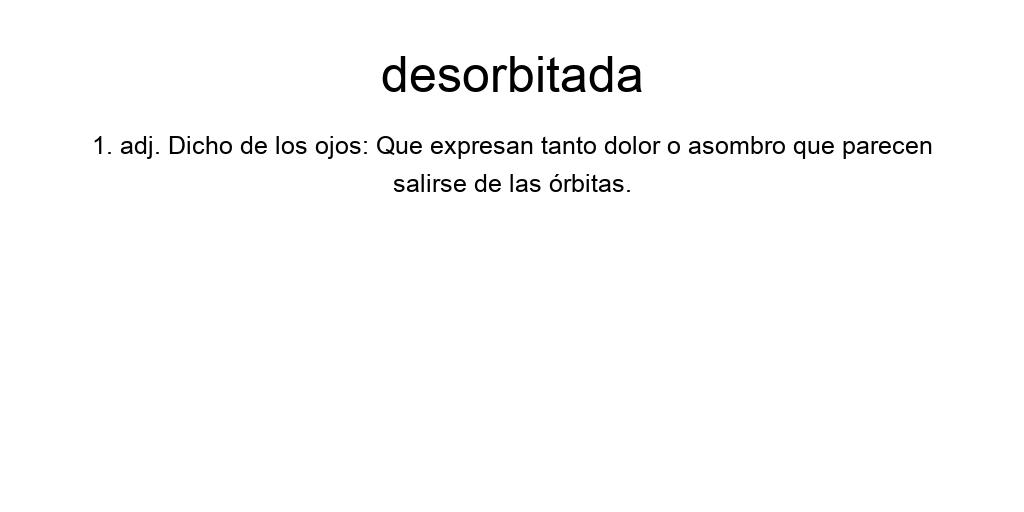 desorbitada
1. adj. Dicho de los ojos: Que expresan tanto dolor o asombro que parecen
salirse de las órbitas.